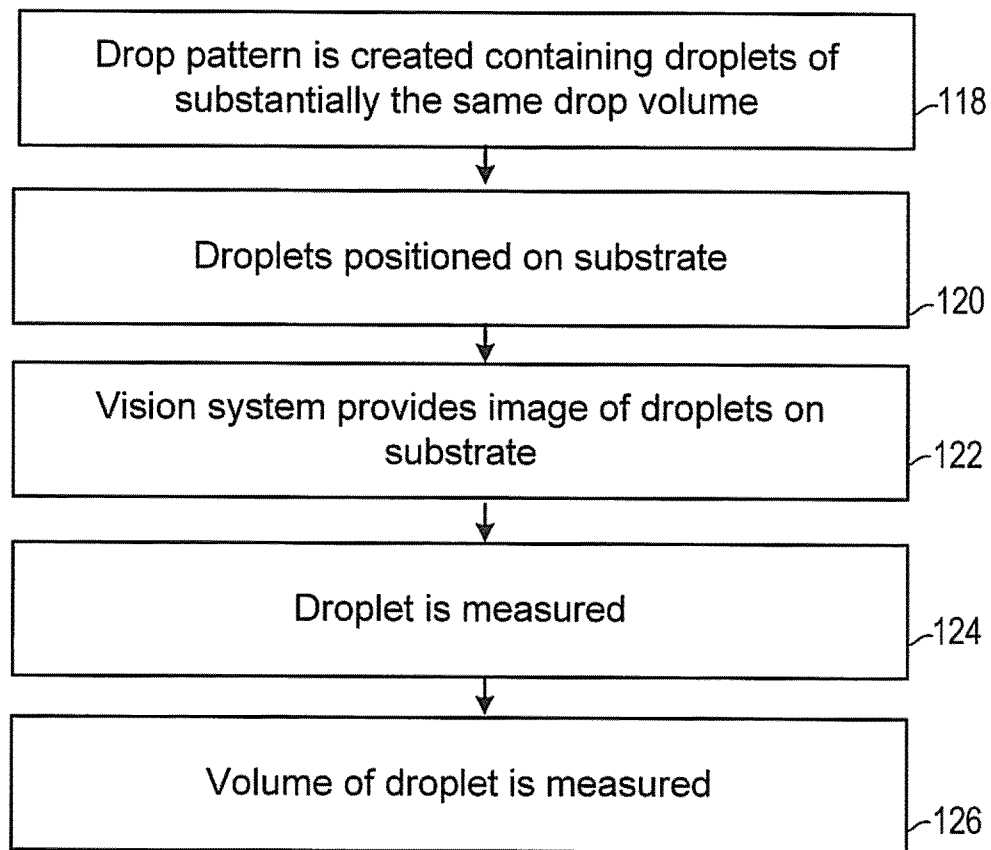 Drop pattern is created containing droplets of
substantially the same drop volume
118
Droplets positioned on substrate
120
Vision system provides image of droplets on
substrate
122
Droplet is measured
124
Volume of droplet is measured
126